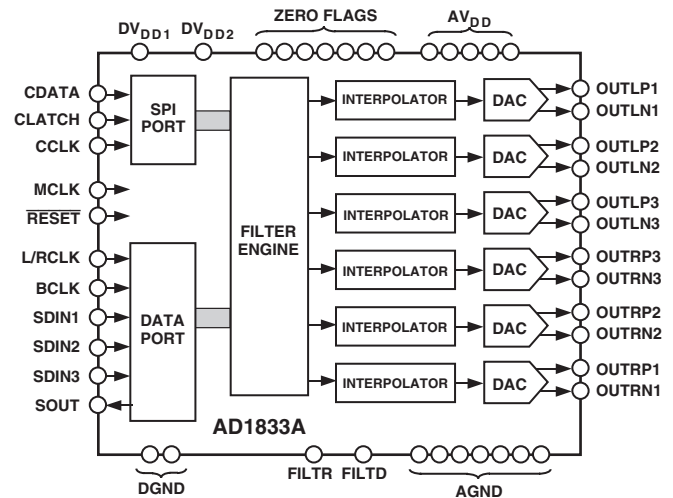 ZERO FLAGS
DVDD1 DVDD2 AVDD
CDATA
CLATCH
CCLK
MCLK
RESET
L/RCLK
BCLK
SDIN1
SDIN2
SDIN3
SOUT
SPI
PORT
DATA
PORT
FILTER
ENGINE
INTERPOLATOR DAC
INTERPOLATOR DAC
INTERPOLATOR DAC
INTERPOLATOR DAC
INTERPOLATOR DAC
INTERPOLATOR DAC
OUTLP1
OUTLN1
OUTLP2
OUTLN2
OUTLP3
OUTLN3
OUTRP3
OUTRN3
OUTRP2
OUTRN2
OUTRP1
OUTRN1
AD1833A
DGND FILTR FILTD AGND